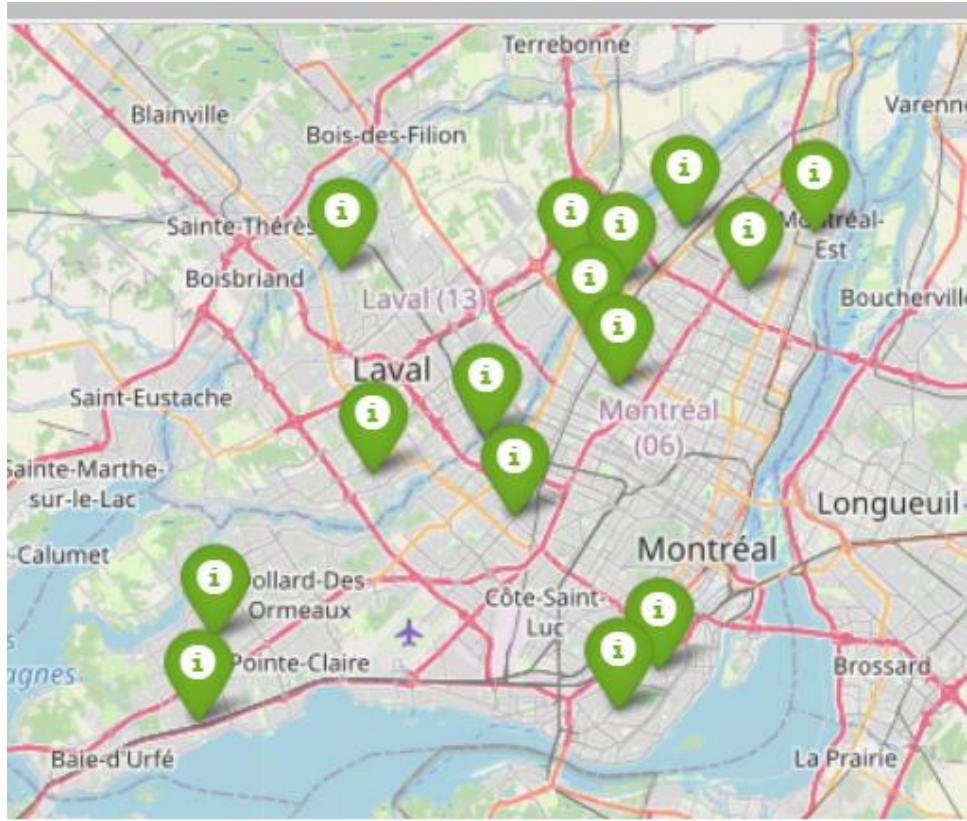 Terrebonne
Blainville
Varenne
Bois-des-Filion
i
i
i
Sainte-Thérès
i
i
Montréal-
Est
i
i
Boisbriand
i
Laval (13)
Boucherville
i
Laval
i
Saint-Eustache
i
Montréal
(06)
i
Sainte-Marthe-
sur-le-Lac
Longueuil
Calumet
Montréal
i
Dollard-Des
Ormeaux
Côte-Saint-
Luc
i
i
i
Pointe-Claire
agnes
Brossard
Baie-d'Urfé
La Prairie